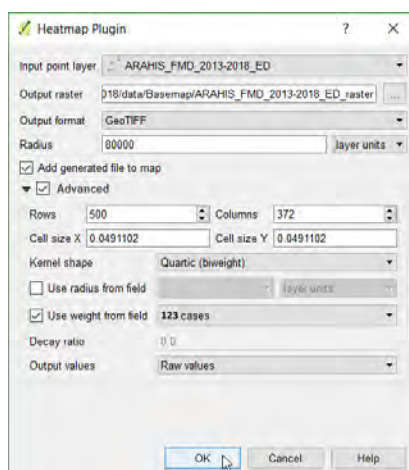 Heatmap Plugin ? ×
Input point layer ARAHIS_FMD_2013-2018_ED
Output raster 018/data/Basemap/ARAHIS_FMD_2013-2018_ED_raster ...
Output format GeoTIFF
Radius 80000 layer units
Add generated file to map
Advanced
Rows 500 Columns 372
Cell size X 0.0491102 Cell size Y 0.0491102
Kernel shape Quartic (biweight)
Use radius from field layer units
Use weight from field 123 cases
Decay ratio 0.0
Output values Raw values
OK Cancel Help